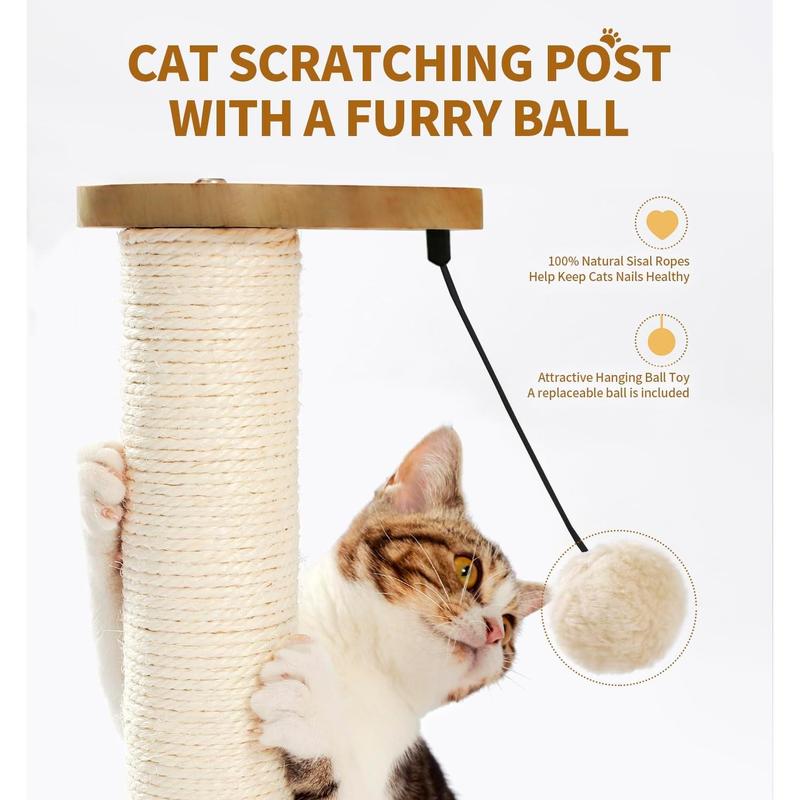 CAT SCRATCHING POST
WITH A FURRY BALL
100% Natural Sisal Ropes
Help Keep Cats Nails Healthy
Attractive Hanging Ball Toy
A replaceable ball is included